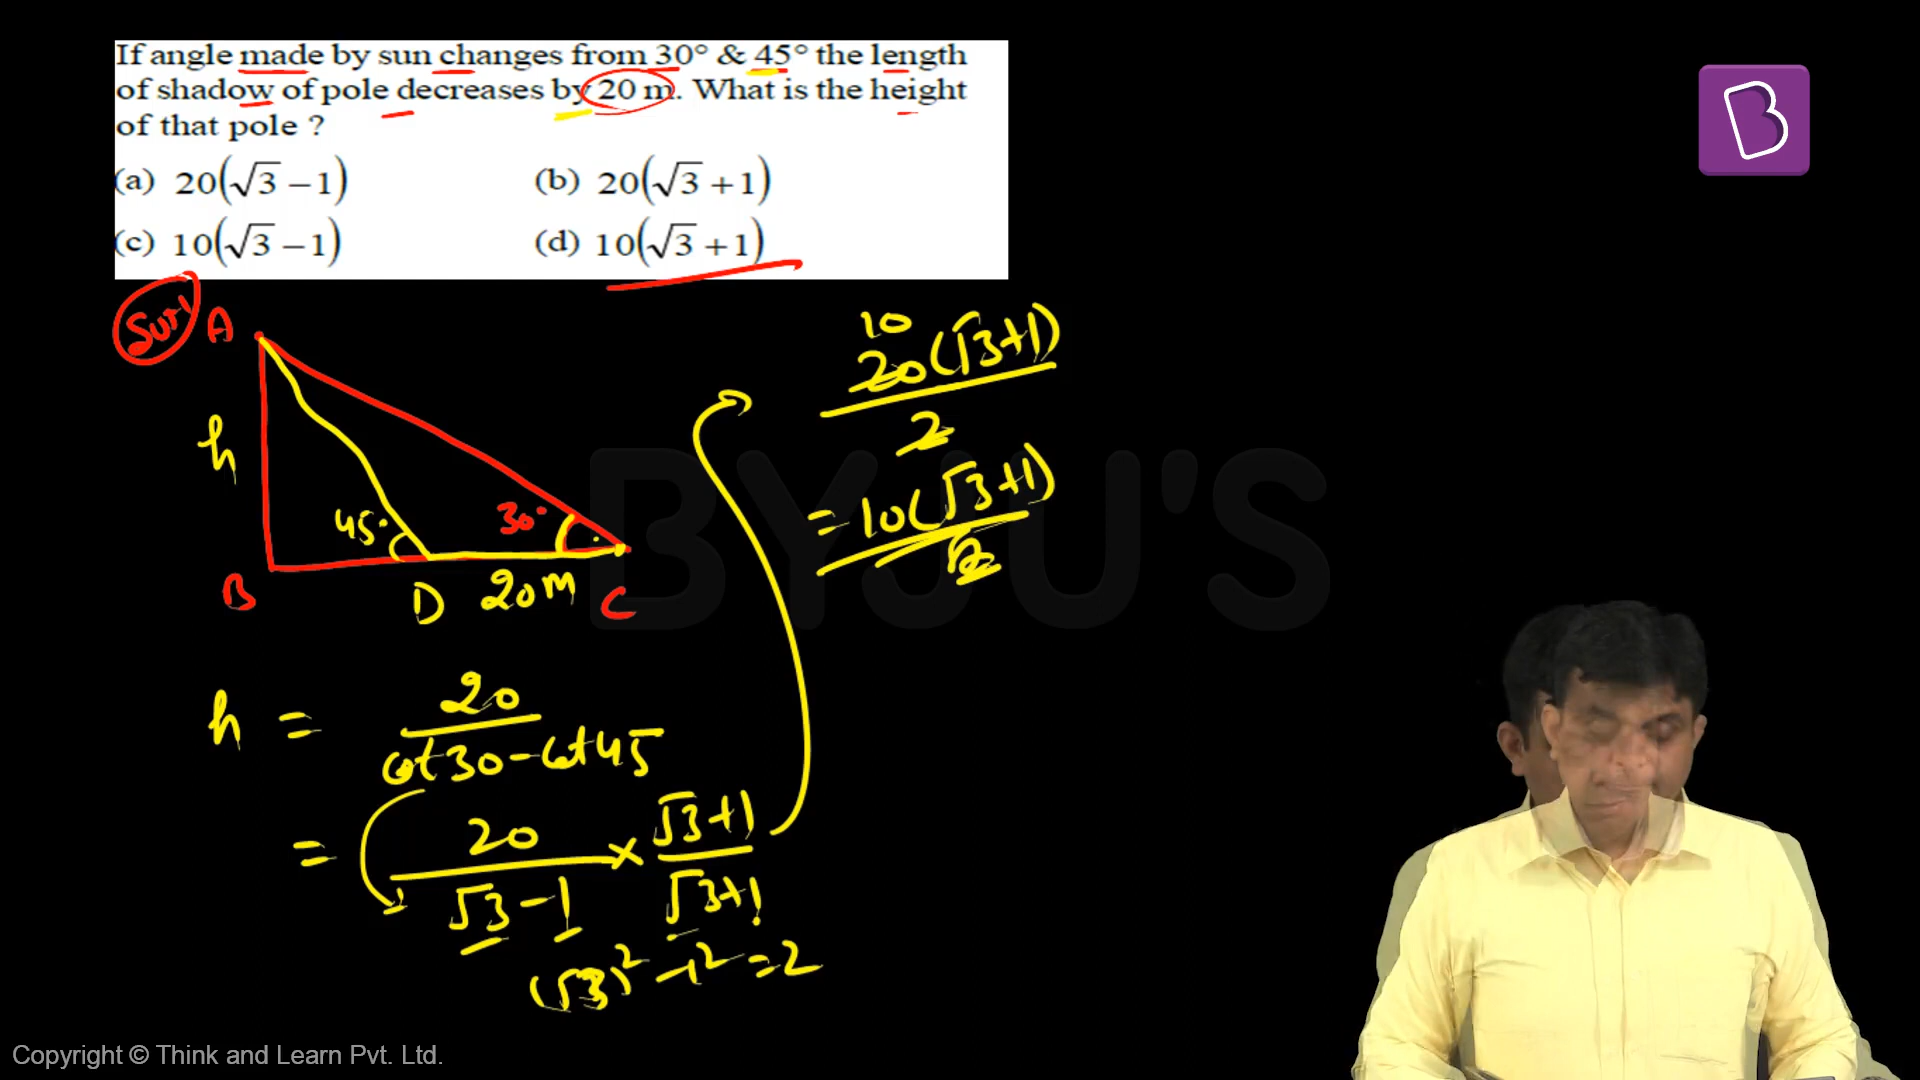 If angle made by sun changes from 30° & 45° the length
of shadow of pole decreases by 20 m. What is the height
of that pole ?
(a) 20(√3 – 1) (b) 20(√3 + 1)
(c) 10(√3 – 1) (d) 10(√3 + 1)
B
Sun A
h
45° 30°
B D 20M C
10
20(√3+1)
2
= 10(√3+1)
BYJU'S
h = 20
cot30 - cot45
= 20 × √3+1
√3 - 1 √3+1
(√3)² - 1² = 2
Copyright © Think and Learn Pvt. Ltd.